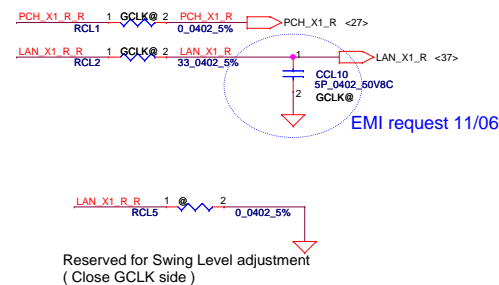 PCH_X1_R_R 1 GCLK@ 2 PCH_X1_R PCH_X1_R <27>
RCL1 0_0402_5%
LAN_X1_R_R 1 GCLK@ 2 LAN_X1_R 1 LAN_X1_R <37>
RCL2 33_0402_5%
CCL10
5P_0402_50V8C
2 GCLK@
EMI request 11/06
LAN_X1_R_R 1 @ 2
RCL5 0_0402_5%
Reserved for Swing Level adjustment
( Close GCLK side )